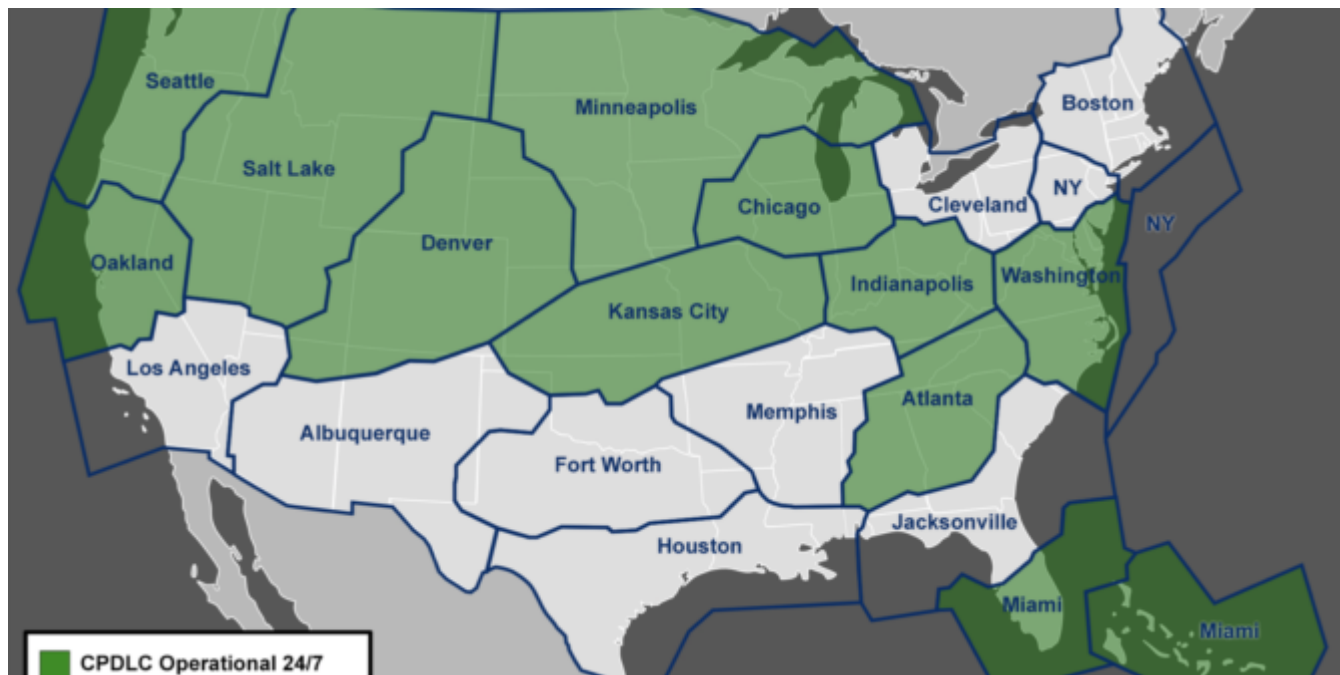 Seattle
Minneapolis
Boston
Salt Lake
Chicago
Cleveland
NY
NY
Denver
Oakland
Indianapolis
Washington
Kansas City
Los Angeles
Atlanta
Memphis
Albuquerque
Fort Worth
Jacksonville
Houston
Miami
Miami
CPDLC Operational 24/7